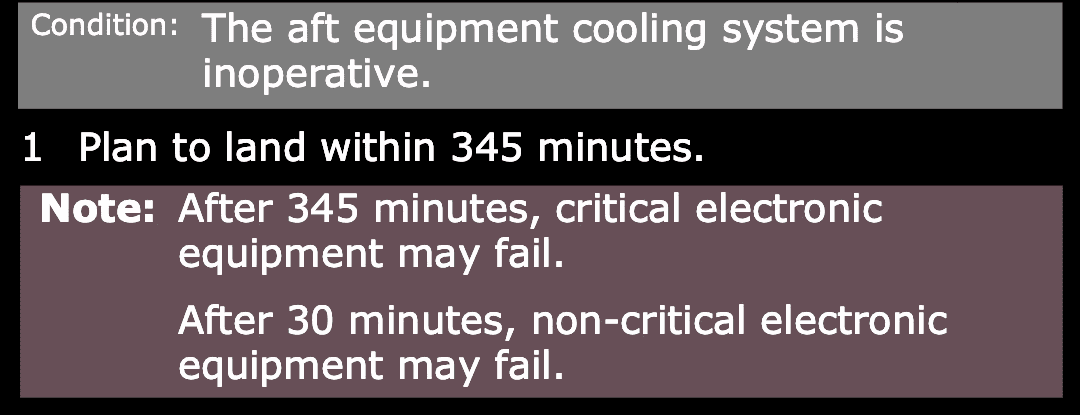 Condition: The aft equipment cooling system is
inoperative.
1 Plan to land within 345 minutes.
Note: After 345 minutes, critical electronic
equipment may fail.
After 30 minutes, non-critical electronic
equipment may fail.